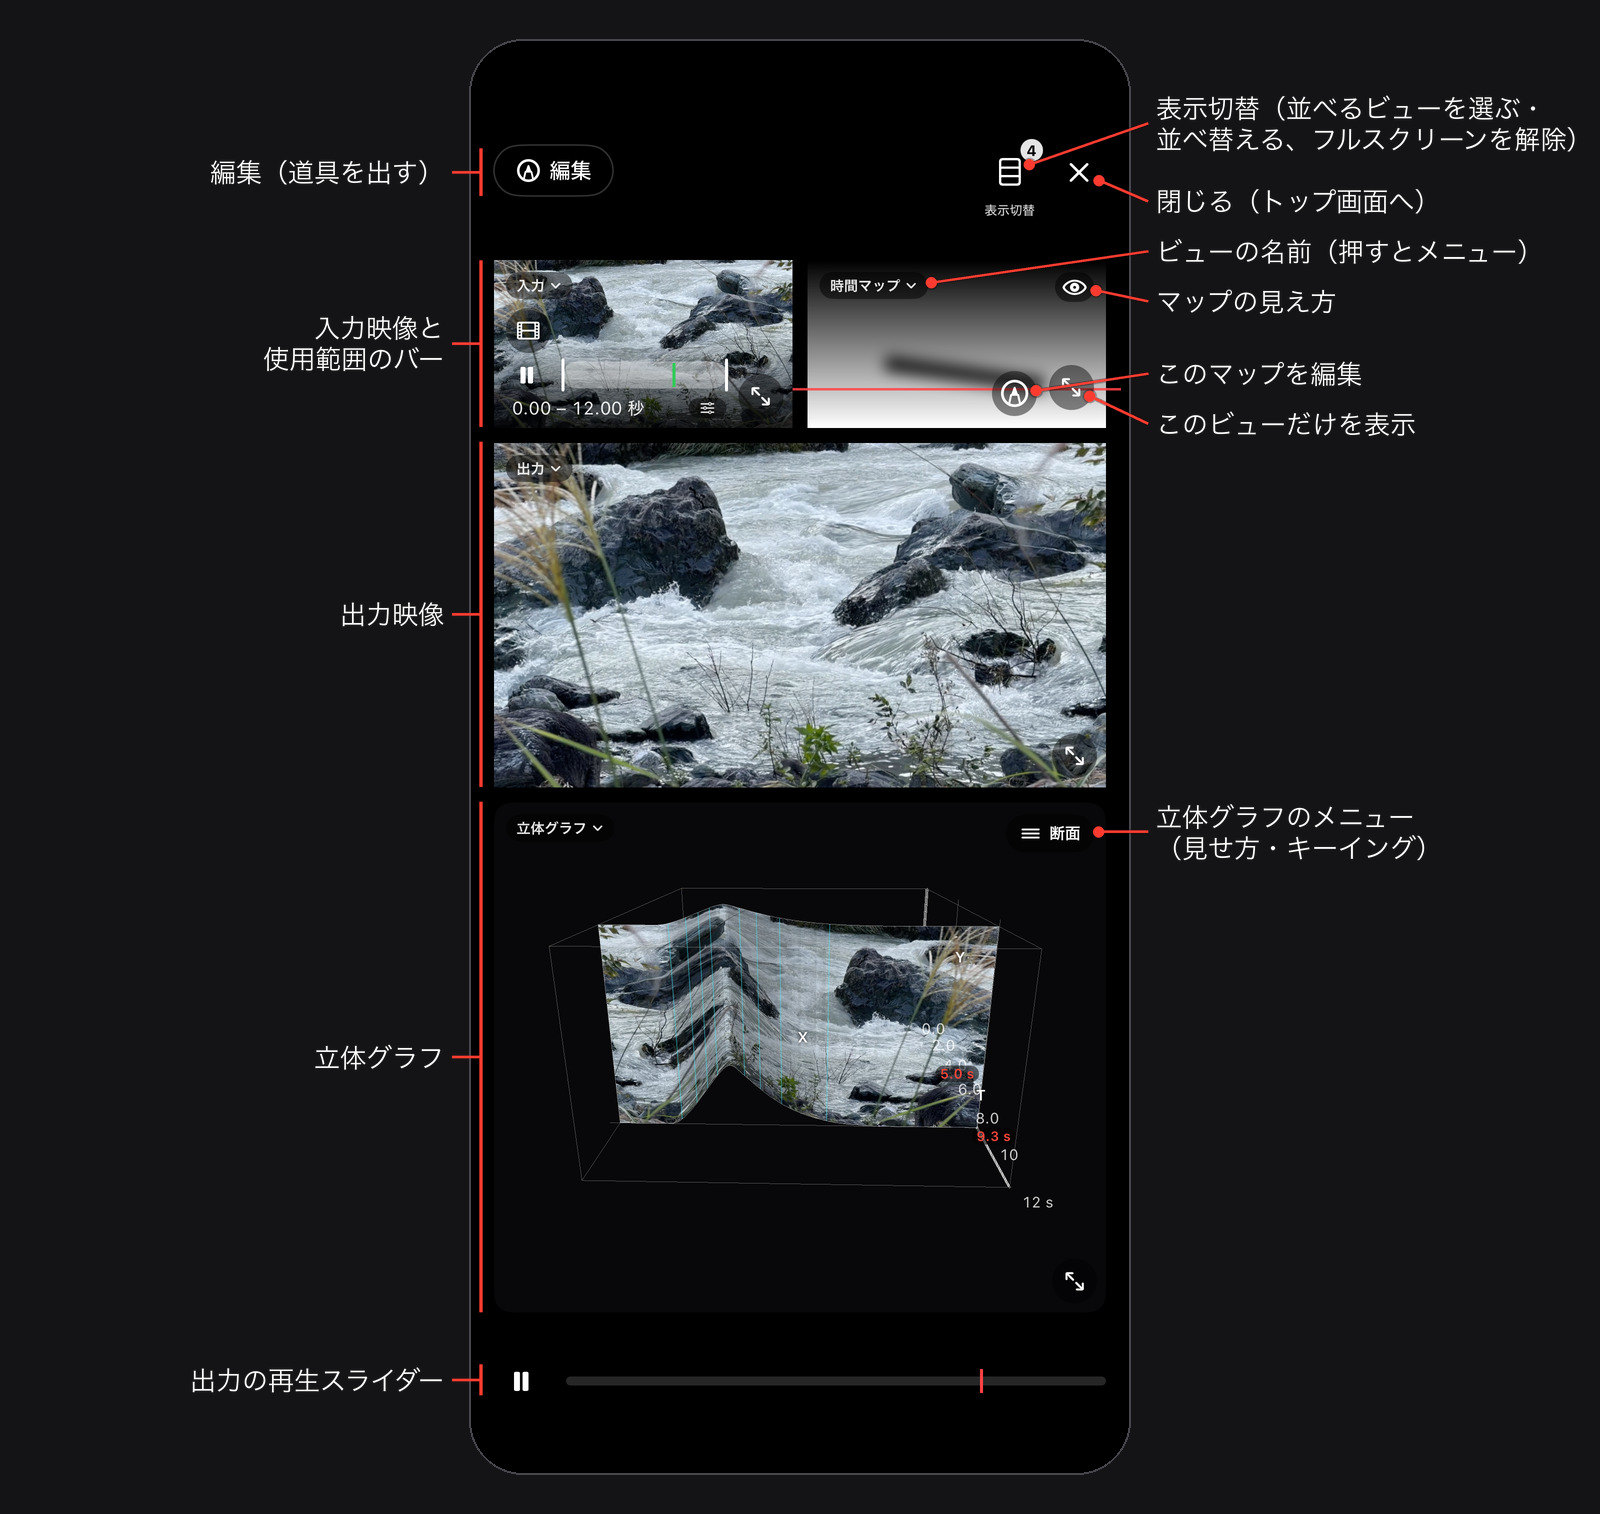 表示切替（並べるビューを選ぶ・
並べ替える、フルスクリーンを解除）
編集（道具を出す）
編集
4
表示切替
閉じる（トップ画面へ）
ビューの名前（押すとメニュー）
入力
時間マップ
マップの見え方
入力映像と
使用範囲のバー
このマップを編集
0.00 – 12.00 秒
このビューだけを表示
出力
出力映像
立体グラフのメニュー
（見せ方・キーイング）
立体グラフ
断面
Y
X
0.0
2.0
5.0 s
6.0
T
8.0
9.3 s
10
12 s
立体グラフ
出力の再生スライダー